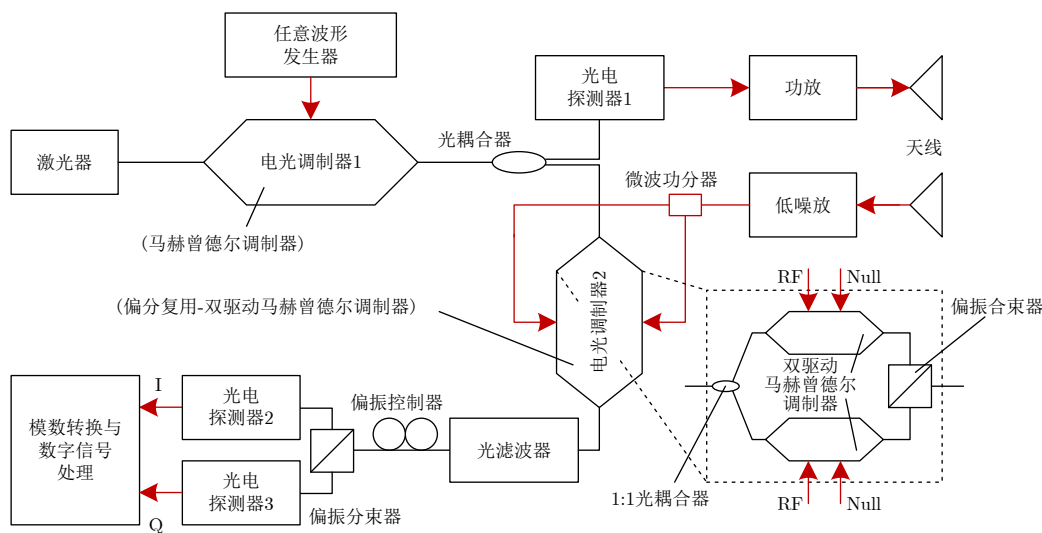 任意波形
发生器
光电
探测器1
功放
天线
激光器
电光调制器1
光耦合器
微波功分器
低噪放
(马赫曾德尔调制器)
电光调制器2
(偏分复用-双驱动马赫曾德尔调制器)
RF
Null
偏振合束器
双驱动
马赫曾德尔
调制器
1:1光耦合器
RF
Null
模数转换与
数字信号
处理
I
Q
光电
探测器2
光电
探测器3
偏振控制器
偏振分束器
光滤波器